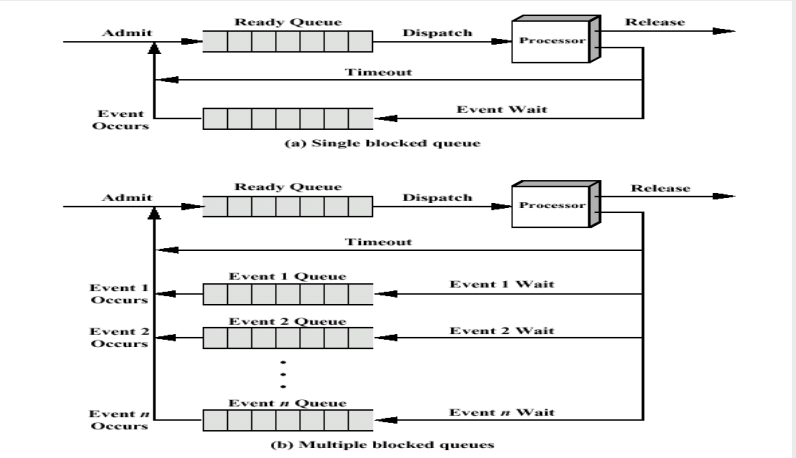 Ready Queue
Release
Admit
Dispatch
Processor
Timeout
Event
Occurs
Event Wait
(a) Single blocked queue
Ready Queue
Release
Admit
Dispatch
Processor
Timeout
Event 1 Queue
Event 1
Occurs
Event 1 Wait
Event 2 Queue
Event 2
Occurs
Event 2 Wait
Event n Queue
Event n
Occurs
Event n Wait
(b) Multiple blocked queues